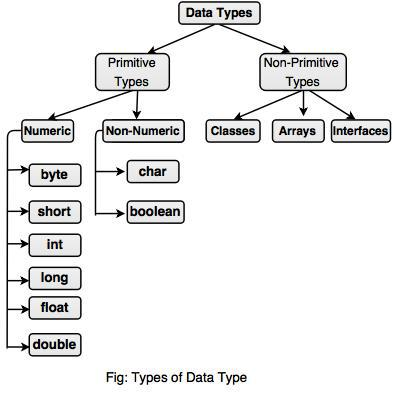 Data Types
Primitive
Types
Non-Primitive
Types
Numeric
Non-Numeric
Classes
Arrays
Interfaces
byte
char
short
boolean
int
long
float
double
Fig: Types of Data Type